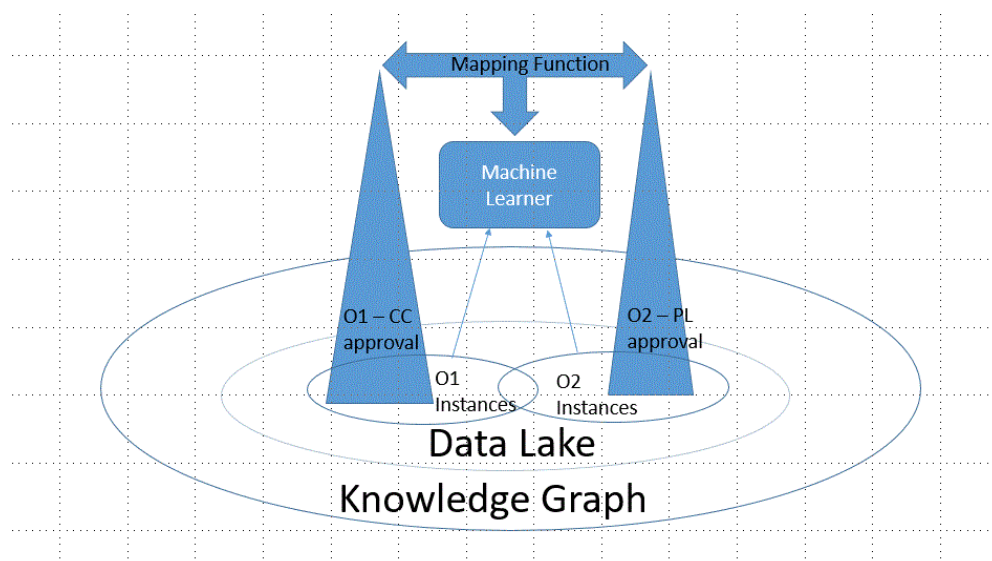 Mapping Function
Machine
Learner
O1 – CC
approval
O2 – PL
approval
O1
Instances
O2
Instances
Data Lake
Knowledge Graph